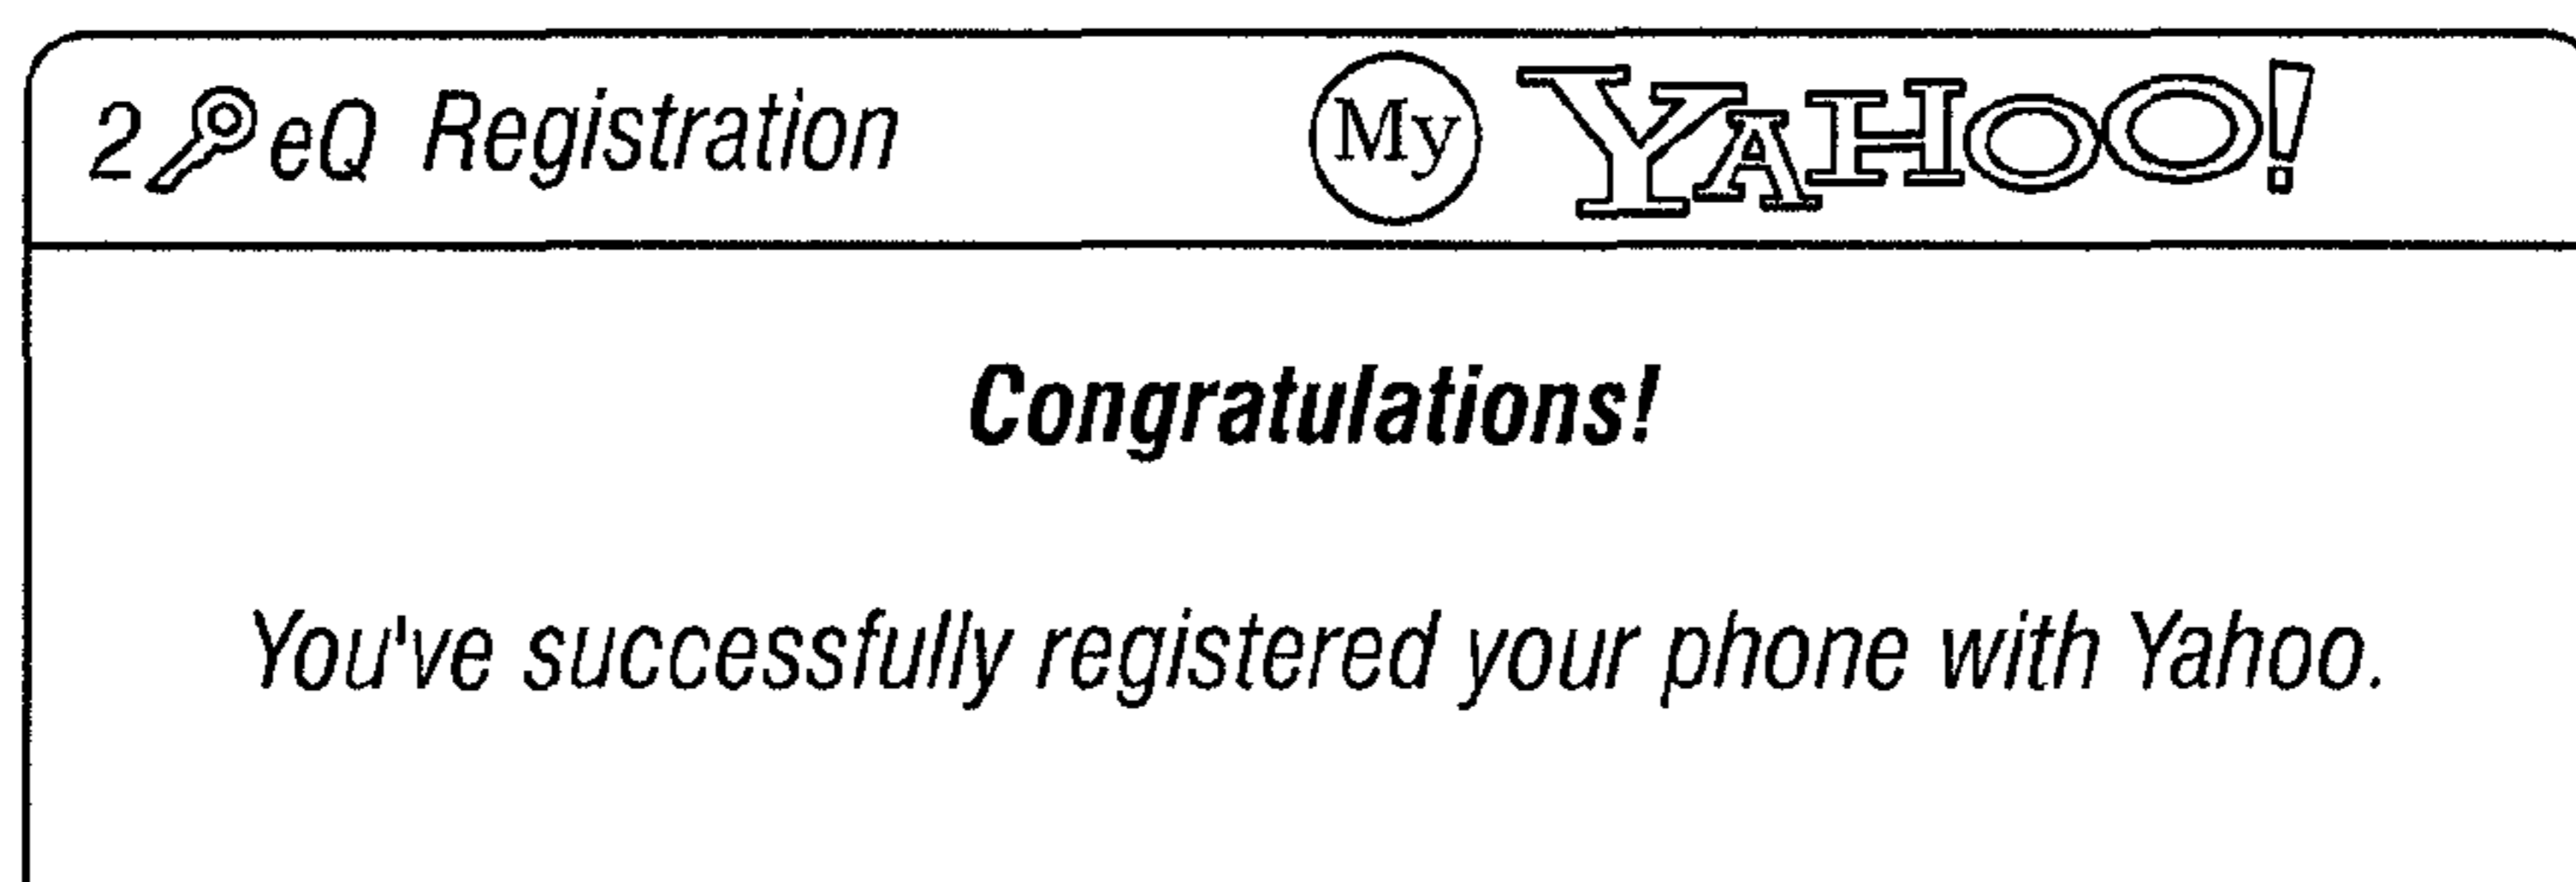 2 eQ Registration My YAHOO!
Congratulations!
You've successfully registered your phone with Yahoo.